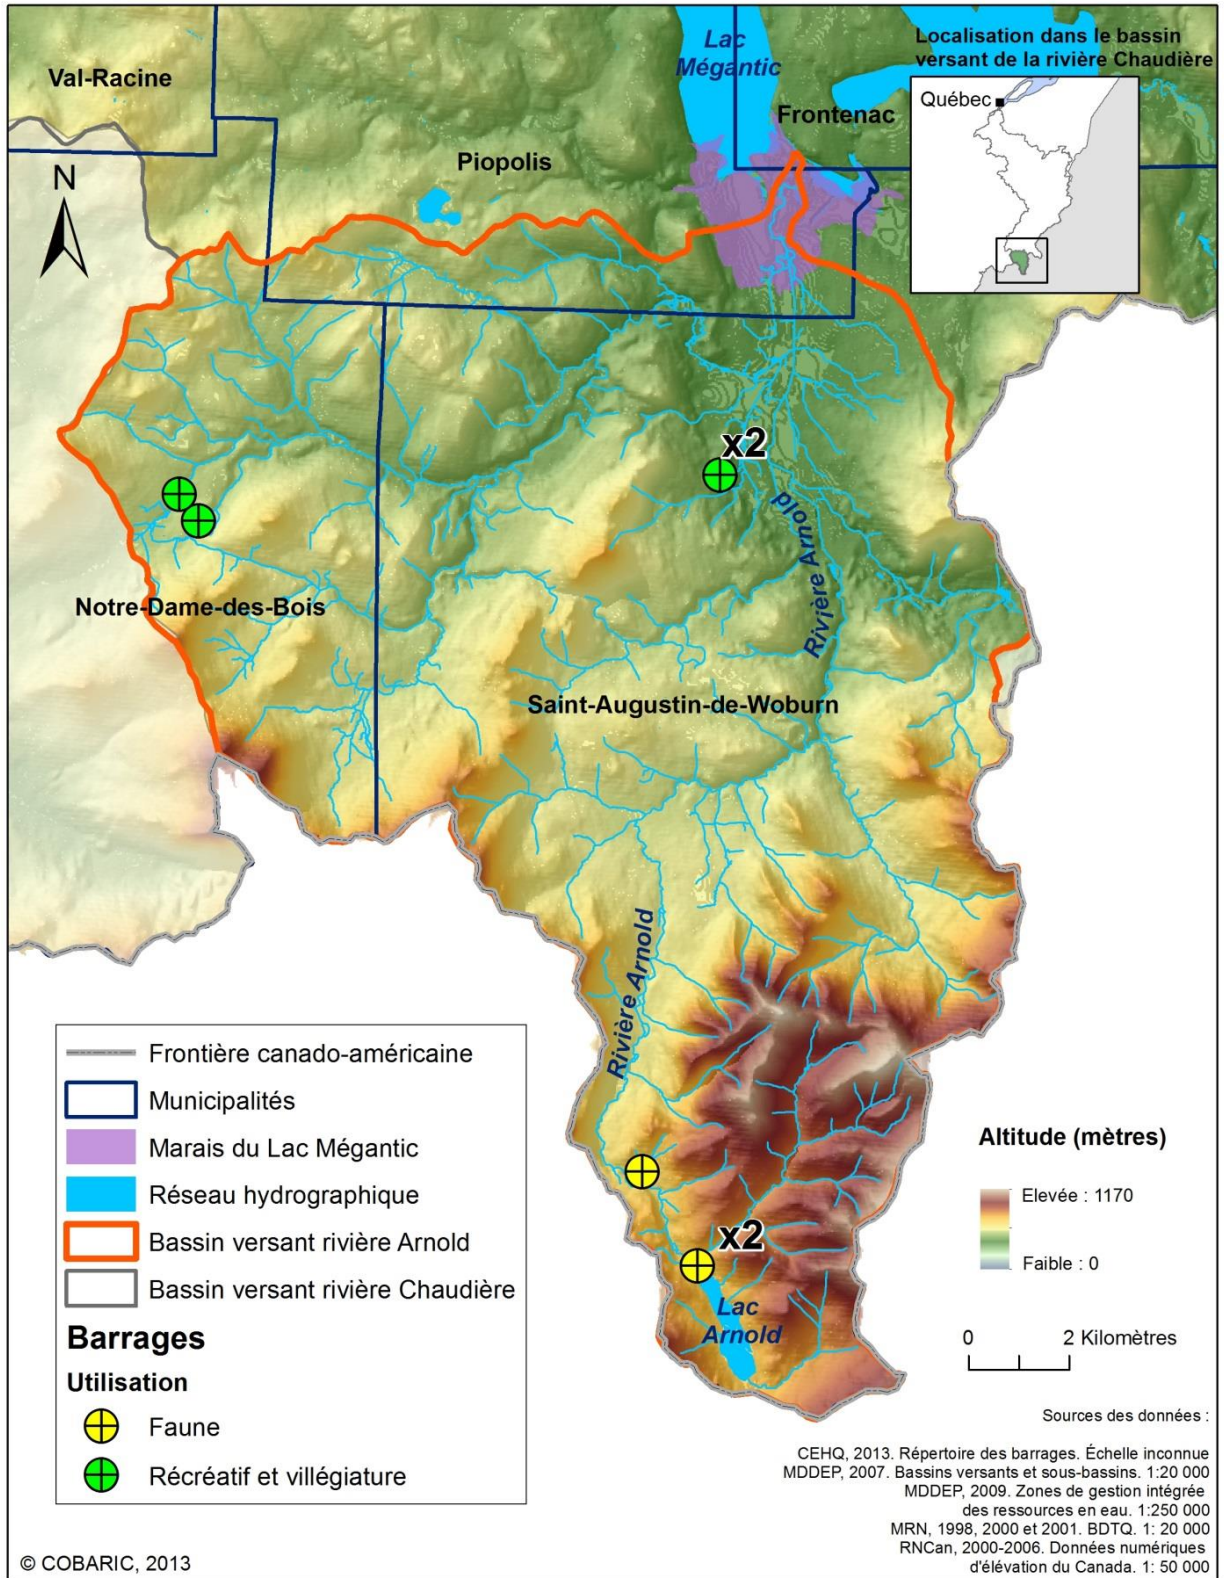 Lac
Mégantic
Localisation dans le bassin
versant de la rivière Chaudière
Val-Racine
Québec
Frontenac
Piopolis
N
x2
Rivière Arnold
Notre-Dame-des-Bois
Saint-Augustin-de-Woburn
Rivière Arnold
x2
Lac
Arnold
Frontière canado-américaine
Municipalités
Marais du Lac Mégantic
Réseau hydrographique
Bassin versant rivière Arnold
Bassin versant rivière Chaudière
Barrages
Utilisation
Faune
Récréatif et villégiature
Altitude (mètres)
Elevée : 1170
Faible : 0
0 2 Kilomètres
Sources des données :
CEHQ, 2013. Répertoire des barrages. Échelle inconnue
MDDEP, 2007. Bassins versants et sous-bassins. 1:20 000
MDDEP, 2009. Zones de gestion intégrée
des ressources en eau. 1:250 000
MRN, 1998, 2000 et 2001. BDTQ. 1: 20 000
RNCan, 2000-2006. Données numériques
d'élévation du Canada. 1: 50 000
© COBARIC, 2013